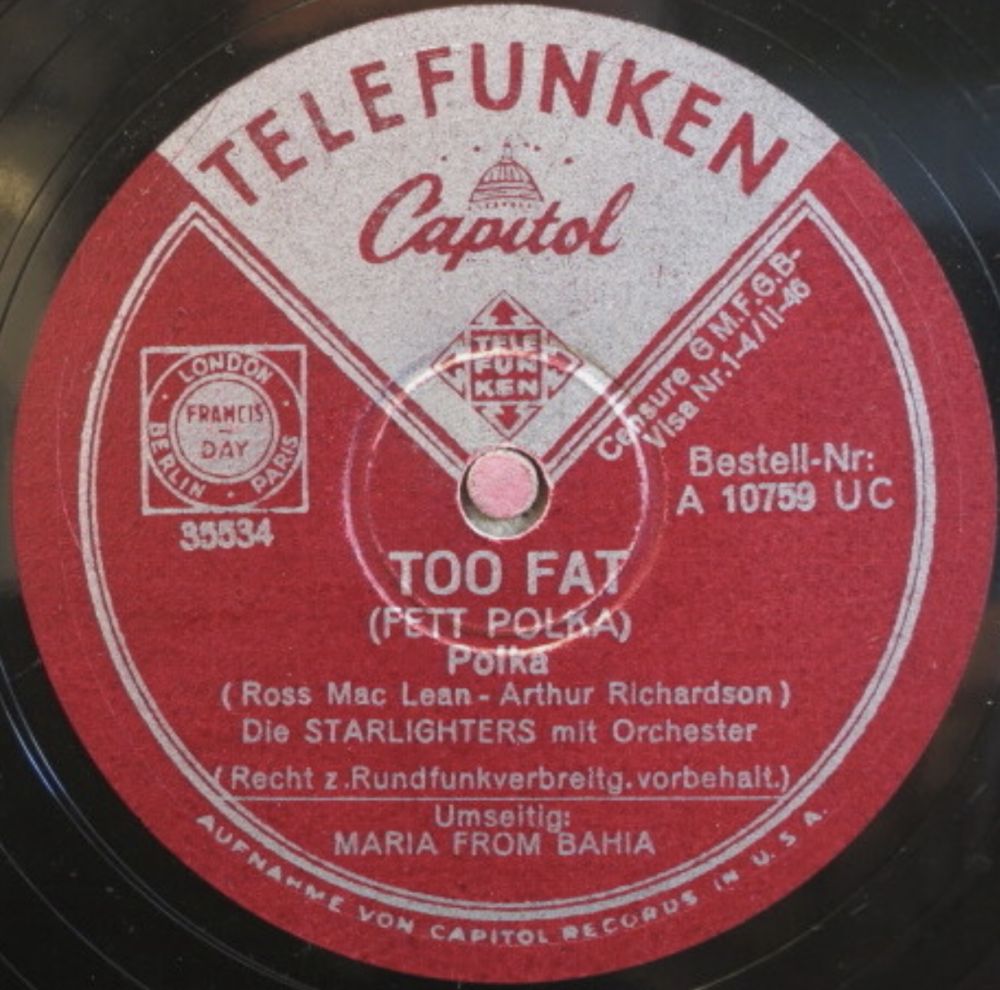 TELEFUNKEN
Capitol
TELE
FUN
KEN
Censure G M.F.G.B-
Visa Nr.1-4/II-46
LONDON
FRANCIS
-
DAY
BERLIN · PARIS
35534
Bestell-Nr:
A 10759 UC
TOO FAT
(FETT POLKA)
Polka
(Ross Mac Lean - Arthur Richardson)
Die STARLIGHTERS mit Orchester
(Recht z.Rundfunkverbreitg.vorbehalt.)
Umseitig:
MARIA FROM BAHIA
AUFNAHME VON CAPITOL RECORDS IN U.S.A.